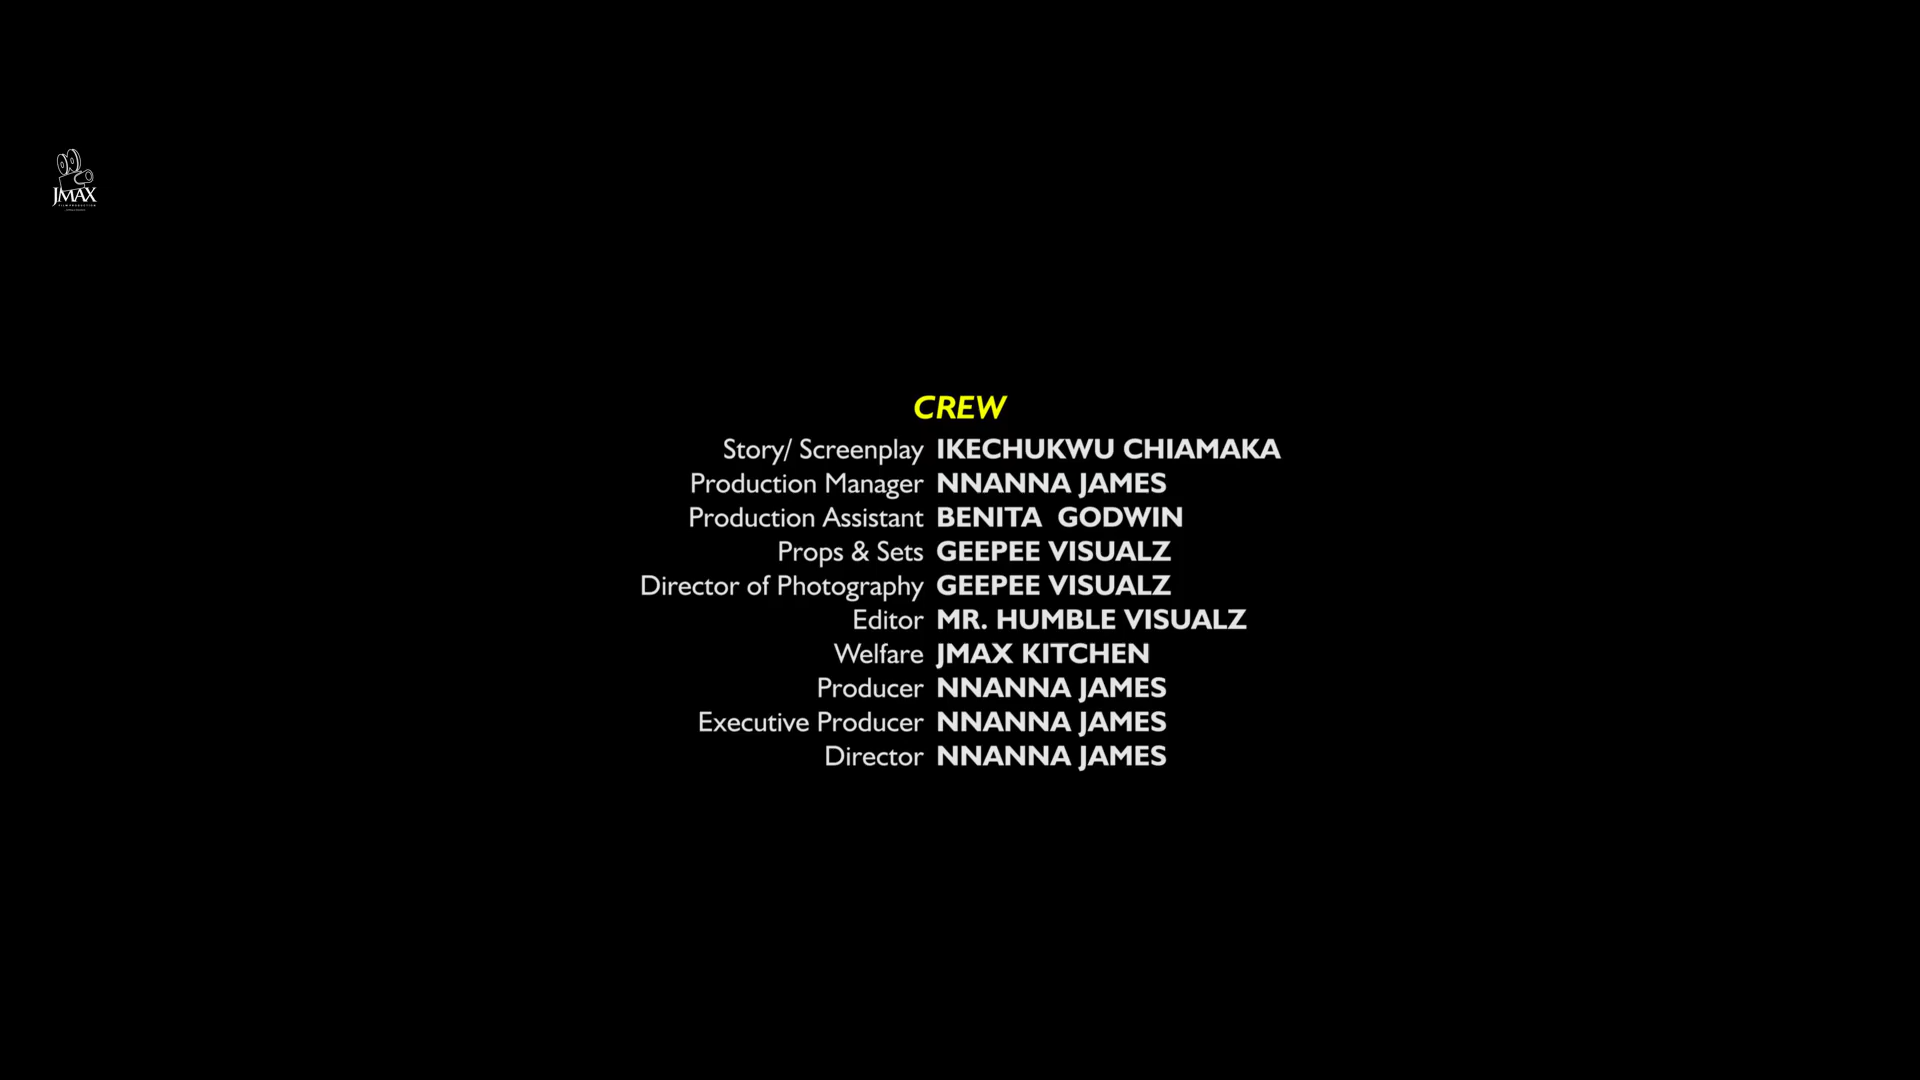 JMAX
FILM PRODUCTION
CREW
Story/ Screenplay IKECHUKWU CHIAMAKA
Production Manager NNANNA JAMES
Production Assistant BENITA  GODWIN
Props & Sets GEEPEE VISUALZ
Director of Photography GEEPEE VISUALZ
Editor MR. HUMBLE VISUALZ
Welfare JMAX KITCHEN
Producer NNANNA JAMES
Executive Producer NNANNA JAMES
Director NNANNA JAMES